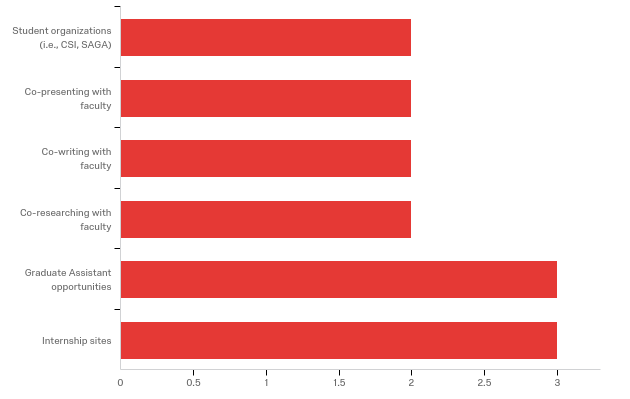 Student organizations
(i.e., CSI, SAGA)
Co-presenting with
faculty
Co-writing with
faculty
Co-researching with
faculty
Graduate Assistant
opportunities
Internship sites
0 0.5 1 1.5 2 2.5 3